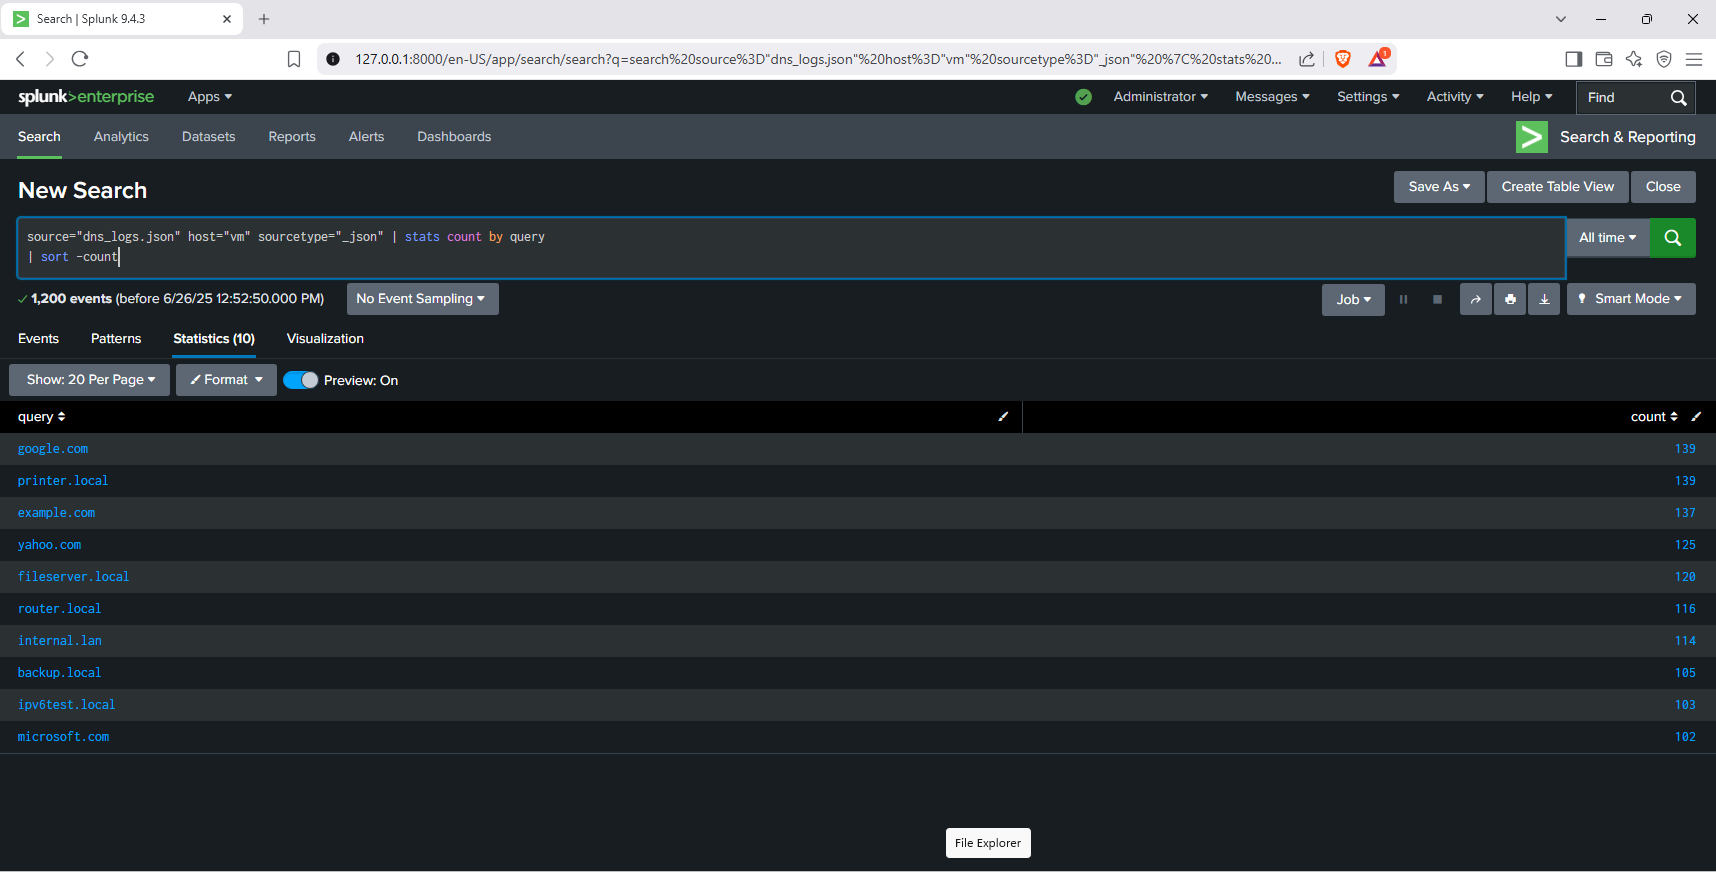 Search | Splunk 9.4.3
127.0.0.1:8000/en-US/app/search/search?q=search%20source%3D"dns_logs.json"%20host%3D"vm"%20sourcetype%3D"_json"%20%7C%20stats%20...
1
splunk>enterprise Apps Administrator Messages Settings Activity Help Find
Search Analytics Datasets Reports Alerts Dashboards Search & Reporting
New Search Save As Create Table View Close
source="dns_logs.json" host="vm" sourcetype="_json" | stats count by query
| sort -count
All time
1,200 events (before 6/26/25 12:52:50.000 PM) No Event Sampling Job Smart Mode
Events Patterns Statistics (10) Visualization
Show: 20 Per Page Format Preview: On
query count
google.com 139
printer.local 139
example.com 137
yahoo.com 125
fileserver.local 120
router.local 116
internal.lan 114
backup.local 105
ipv6test.local 103
microsoft.com 102
File Explorer